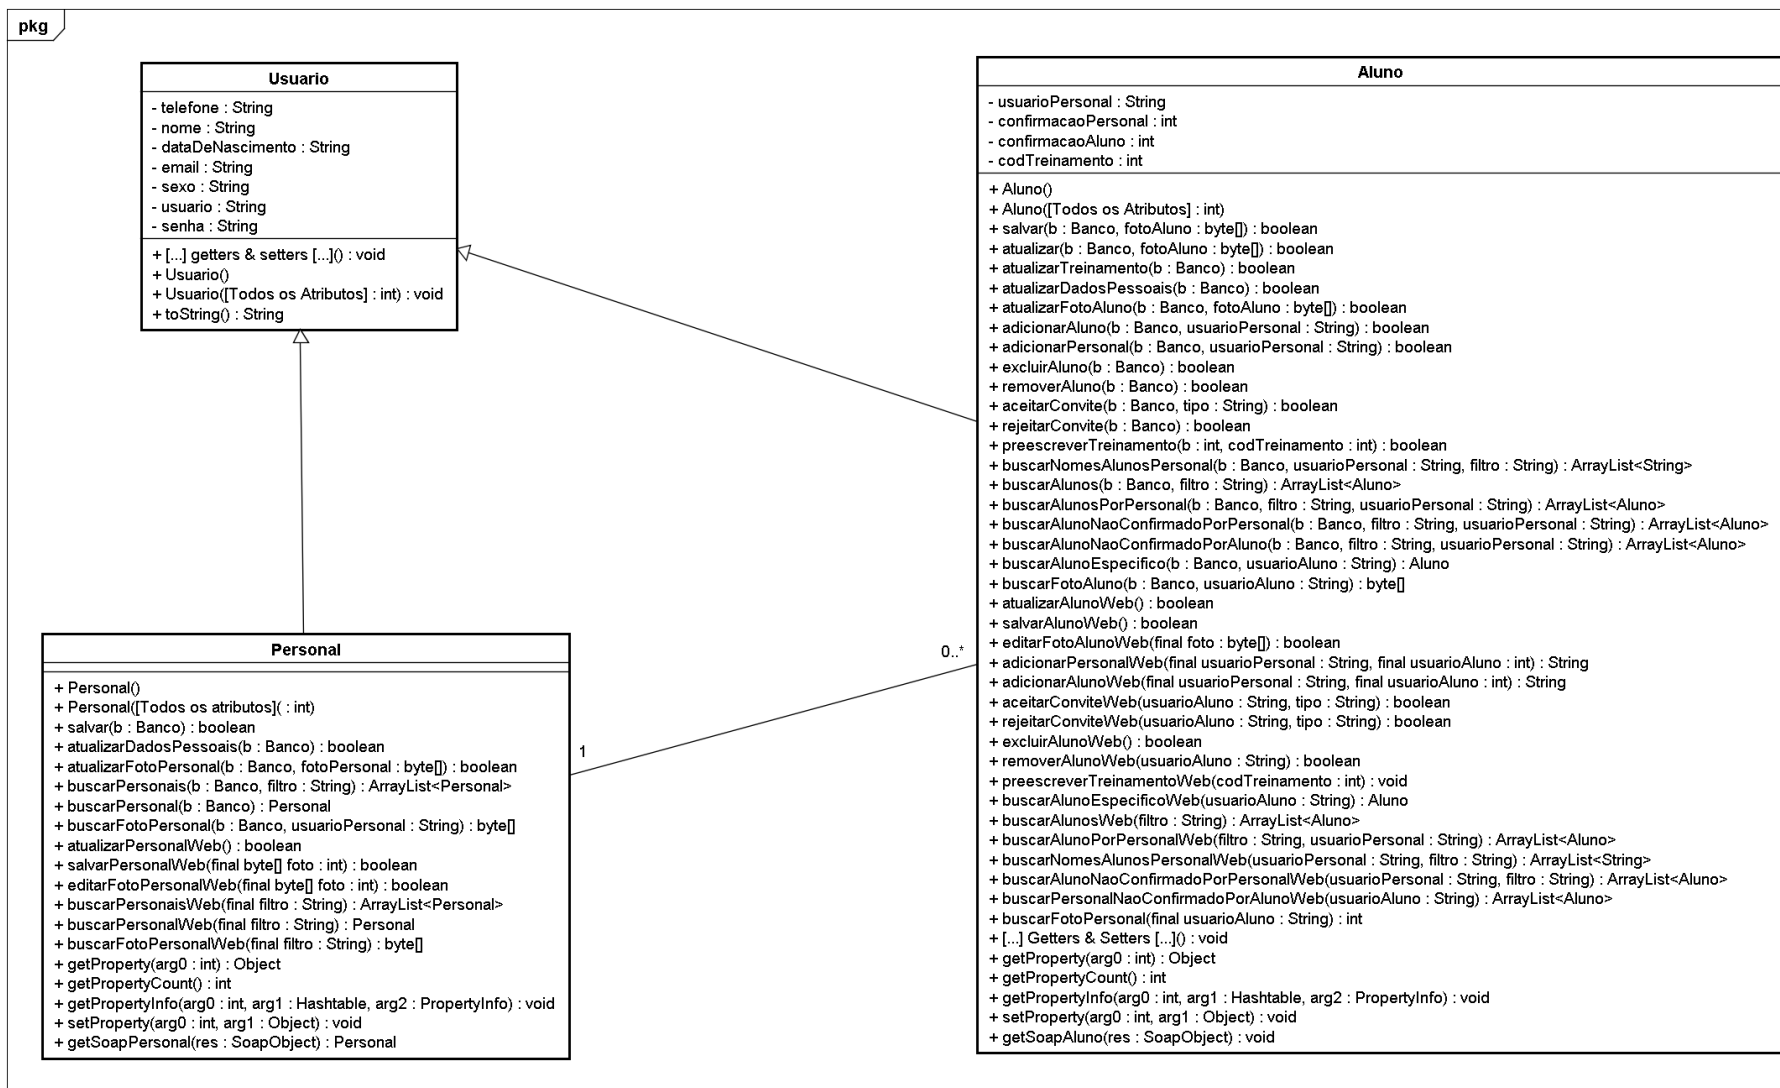 pkg
Usuario
- telefone : String
- nome : String
- dataDeNascimento : String
- email : String
- sexo : String
- usuario : String
- senha : String
+ [...] getters & setters [...]() : void
+ Usuario()
+ Usuario([Todos os Atributos] : int) : void
+ toString() : String
Aluno
- usuarioPersonal : String
- confirmacaoPersonal : int
- confirmacaoAluno : int
- codTreinamento : int
+ Aluno()
+ Aluno([Todos os Atributos] : int)
+ salvar(b : Banco, fotoAluno : byte[]) : boolean
+ atualizar(b : Banco, fotoAluno : byte[]) : boolean
+ atualizarTreinamento(b : Banco) : boolean
+ atualizarDadosPessoais(b : Banco) : boolean
+ atualizarFotoAluno(b : Banco, fotoAluno : byte[]) : boolean
+ adicionarAluno(b : Banco, usuarioPersonal : String) : boolean
+ adicionarPersonal(b : Banco, usuarioPersonal : String) : boolean
+ excluirAluno(b : Banco) : boolean
+ removerAluno(b : Banco) : boolean
+ aceitarConvite(b : Banco, tipo : String) : boolean
+ rejeitarConvite(b : Banco) : boolean
+ preescreverTreinamento(b : int, codTreinamento : int) : boolean
+ buscarNomesAlunosPersonal(b : Banco, usuarioPersonal : String, filtro : String) : ArrayList<String>
+ buscarAlunos(b : Banco, filtro : String) : ArrayList<Aluno>
+ buscarAlunosPorPersonal(b : Banco, filtro : String, usuarioPersonal : String) : ArrayList<Aluno>
+ buscarAlunoNaoConfirmadoPorPersonal(b : Banco, filtro : String, usuarioPersonal : String) : ArrayList<Aluno>
+ buscarAlunoNaoConfirmadoPorAluno(b : Banco, filtro : String, usuarioPersonal : String) : ArrayList<Aluno>
+ buscarAlunoEspecifico(b : Banco, usuarioAluno : String) : Aluno
+ buscarFotoAluno(b : Banco, usuarioAluno : String) : byte[]
+ atualizarAlunoWeb() : boolean
+ salvarAlunoWeb() : boolean
+ editarFotoAlunoWeb(final foto : byte[]) : boolean
+ adicionarPersonalWeb(final usuarioPersonal : String, final usuarioAluno : int) : String
+ adicionarAlunoWeb(final usuarioPersonal : String, final usuarioAluno : int) : String
+ aceitarConviteWeb(usuarioAluno : String, tipo : String) : boolean
+ rejeitarConviteWeb(usuarioAluno : String, tipo : String) : boolean
+ excluirAlunoWeb() : boolean
+ removerAlunoWeb(usuarioAluno : String) : boolean
+ preescreverTreinamentoWeb(codTreinamento : int) : void
+ buscarAlunoEspecificoWeb(usuarioAluno : String) : Aluno
+ buscarAlunosWeb(filtro : String) : ArrayList<Aluno>
+ buscarAlunoPorPersonalWeb(filtro : String, usuarioPersonal : String) : ArrayList<Aluno>
+ buscarNomesAlunosPersonalWeb(usuarioPersonal : String, filtro : String) : ArrayList<String>
+ buscarAlunoNaoConfirmadoPorPersonalWeb(usuarioPersonal : String, filtro : String) : ArrayList<Aluno>
+ buscarPersonalNaoConfirmadoPorAlunoWeb(usuarioAluno : String) : ArrayList<Aluno>
+ buscarFotoPersonal(final usuarioAluno : String) : int
+ [...] Getters & Setters [...]() : void
+ getProperty(arg0 : int) : Object
+ getPropertyCount() : int
+ getPropertyInfo(arg0 : int, arg1 : Hashtable, arg2 : PropertyInfo) : void
+ setProperty(arg0 : int, arg1 : Object) : void
+ getSoapAluno(res : SoapObject) : void
0..*
1
Personal
+ Personal()
+ Personal([Todos os atributos]( : int)
+ salvar(b : Banco) : boolean
+ atualizarDadosPessoais(b : Banco) : boolean
+ atualizarFotoPersonal(b : Banco, fotoPersonal : byte[]) : boolean
+ buscarPersonais(b : Banco, filtro : String) : ArrayList<Personal>
+ buscarPersonal(b : Banco) : Personal
+ buscarFotoPersonal(b : Banco, usuarioPersonal : String) : byte[]
+ atualizarPersonalWeb() : boolean
+ salvarPersonalWeb(final byte[] foto : int) : boolean
+ editarFotoPersonalWeb(final byte[] foto : int) : boolean
+ buscarPersonaisWeb(final filtro : String) : ArrayList<Personal>
+ buscarPersonalWeb(final filtro : String) : Personal
+ buscarFotoPersonalWeb(final filtro : String) : byte[]
+ getProperty(arg0 : int) : Object
+ getPropertyCount() : int
+ getPropertyInfo(arg0 : int, arg1 : Hashtable, arg2 : PropertyInfo) : void
+ setProperty(arg0 : int, arg1 : Object) : void
+ getSoapPersonal(res : SoapObject) : Personal